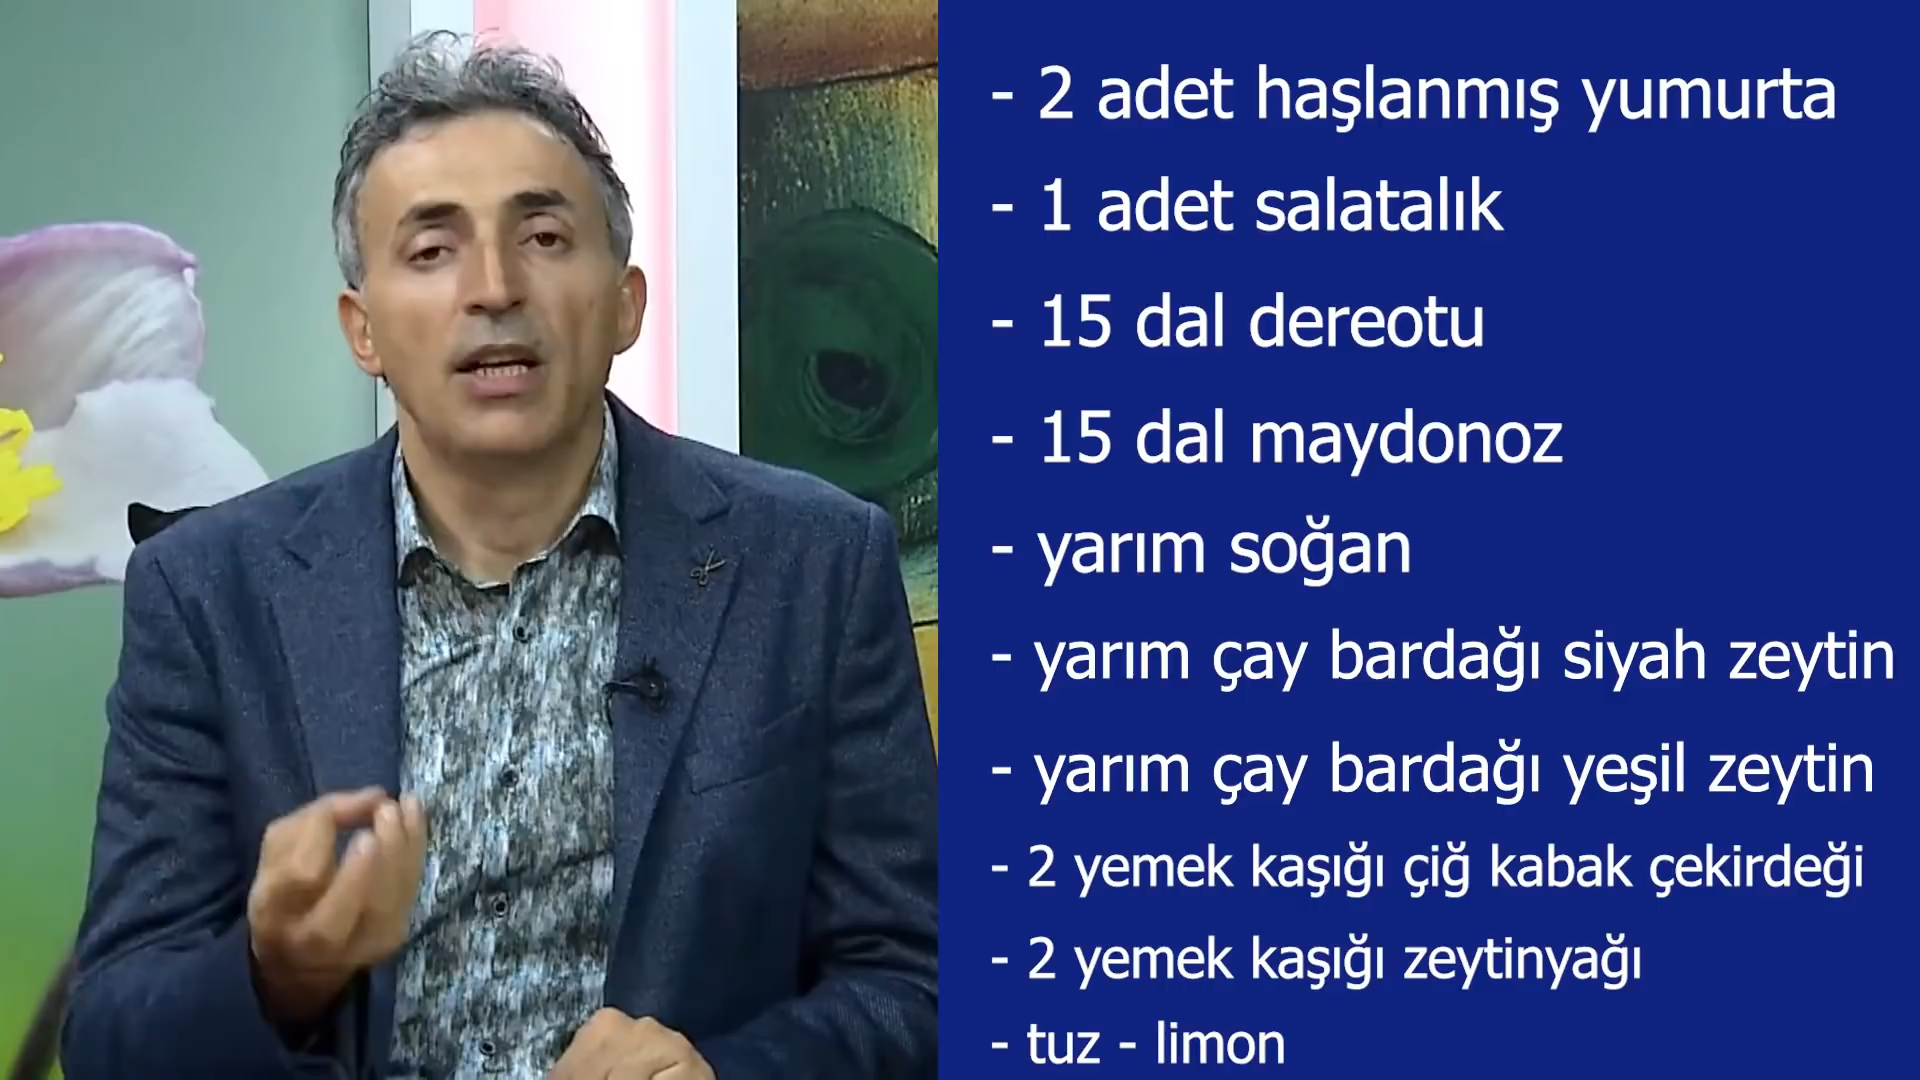 - 2 adet haşlanmış yumurta
- 1 adet salatalık
- 15 dal dereotu
- 15 dal maydonoz
- yarım soğan
- yarım çay bardağı siyah zeytin
- yarım çay bardağı yeşil zeytin
- 2 yemek kaşığı çiğ kabak çekirdeği
- 2 yemek kaşığı zeytinyağı
- tuz - limon